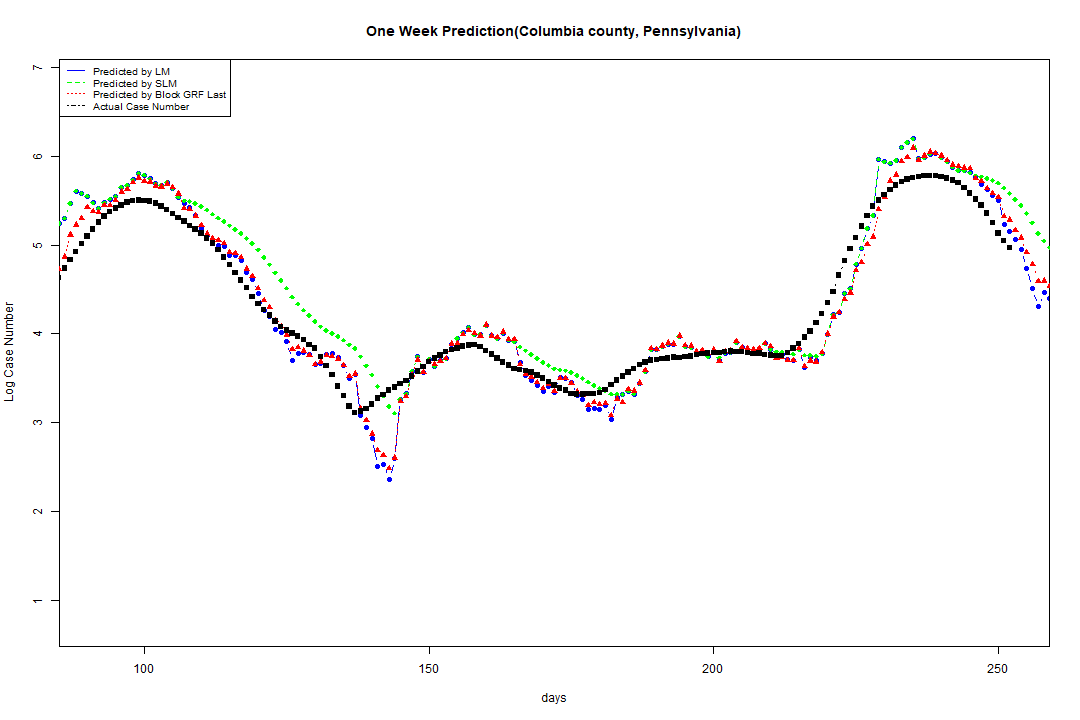 One Week Prediction(Columbia county, Pennsylvania)
Predicted by LM
Predicted by SLM
Predicted by Block GRF Last
Actual Case Number
7
6
5
4
3
2
1
Log Case Number
100 150 200 250
days